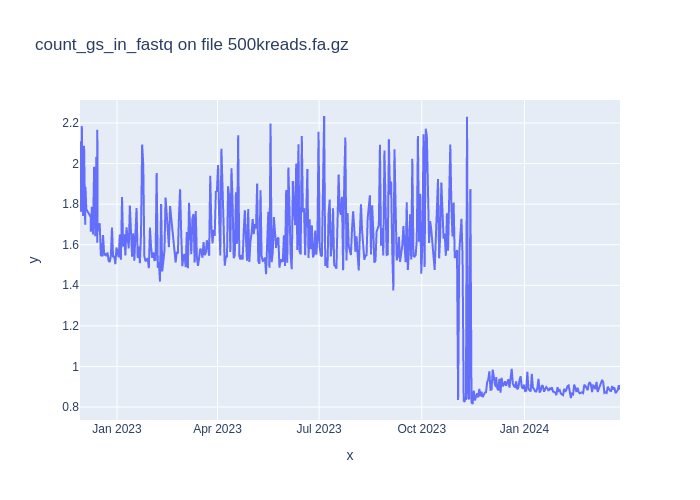 count_gs_in_fastq on file 500kreads.fa.gz
2.2
2
1.8
1.6
1.4
1.2
1
0.8
y
Jan 2023 Apr 2023 Jul 2023 Oct 2023 Jan 2024
x